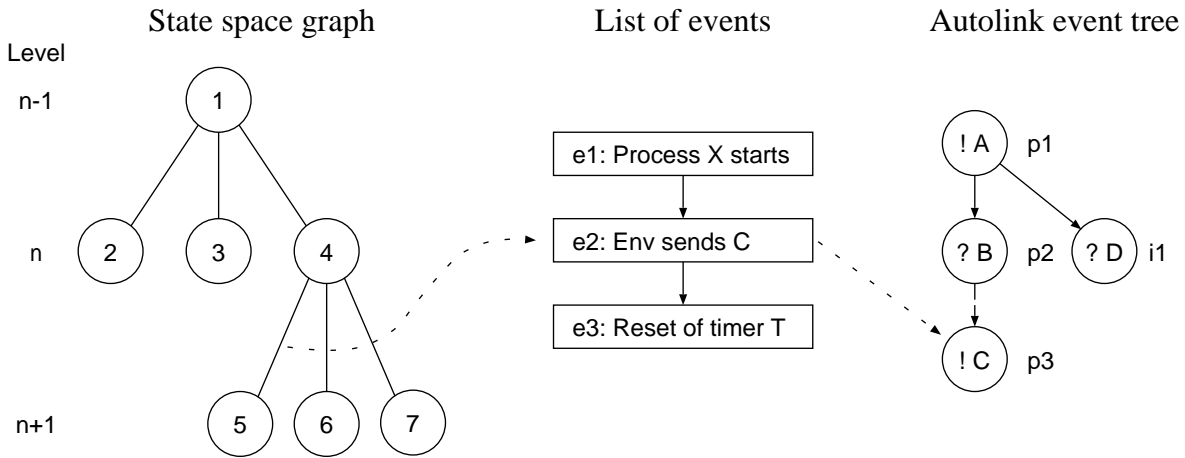 State space graph
List of events
Autolink event tree
Level
n-1
1
e1: Process X starts
! A
p1
n
2
3
4
e2: Env sends C
? B
p2
? D
i1
e3: Reset of timer T
! C
p3
n+1
5
6
7